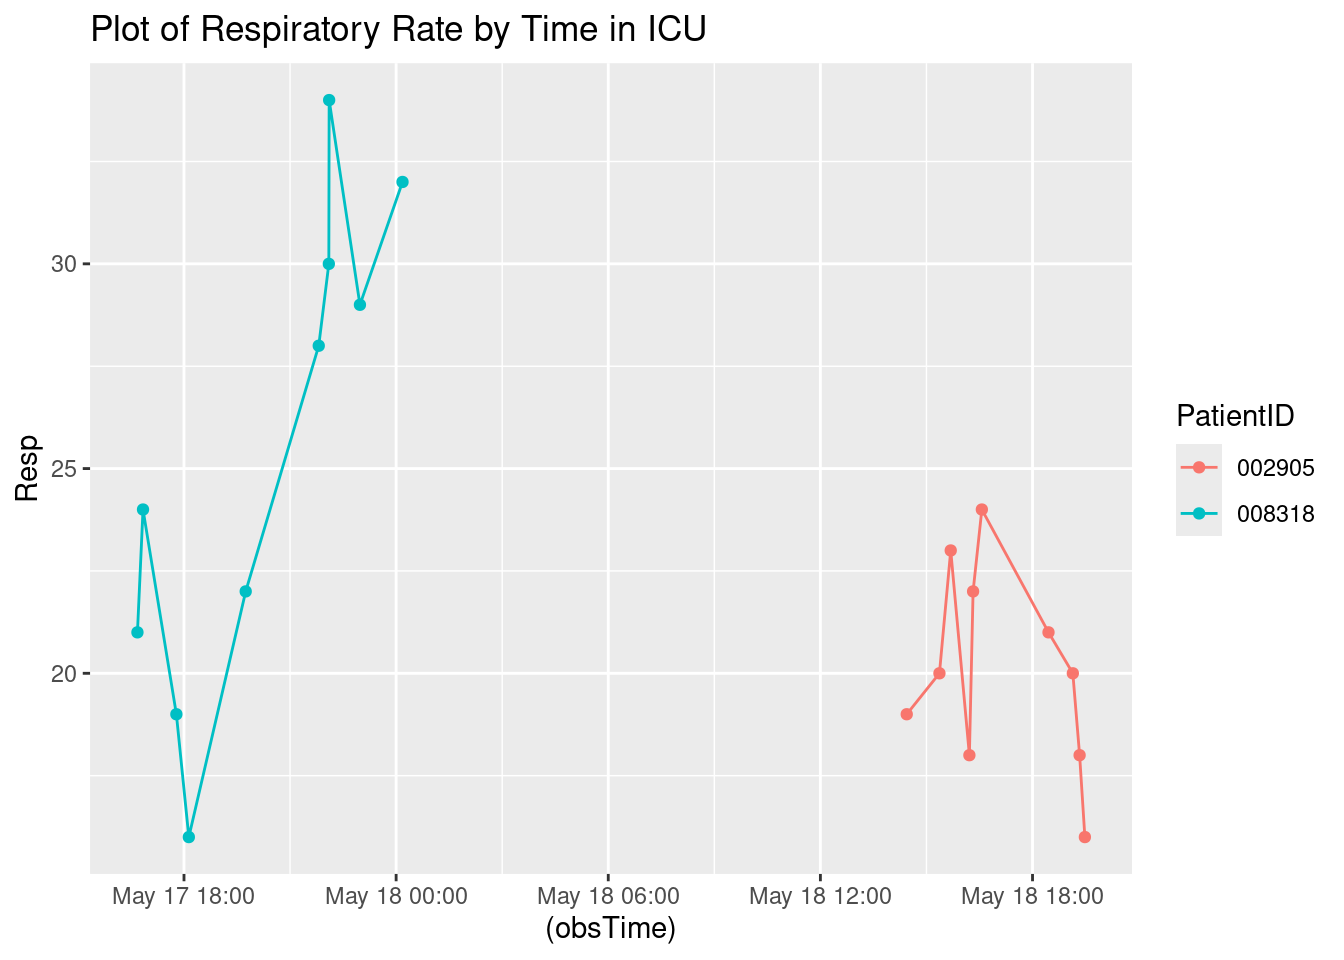 Plot of Respiratory Rate by Time in ICU
Resp
30
25
20
May 17 18:00
May 18 00:00
May 18 06:00
May 18 12:00
May 18 18:00
(obsTime)
PatientID
002905
008318